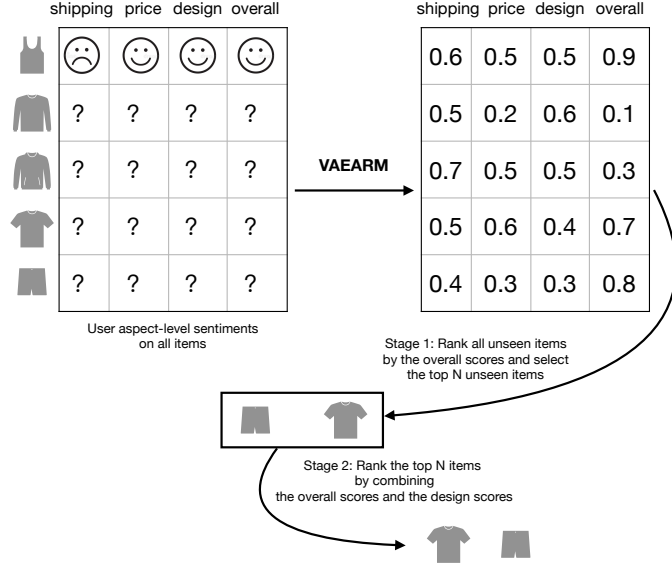 shipping price design overall
shipping price design overall
0.6 0.5 0.5 0.9
? ? ? ?
0.5 0.2 0.6 0.1
? ? ? ?
VAEARM
0.7 0.5 0.5 0.3
? ? ? ?
0.5 0.6 0.4 0.7
? ? ? ?
0.4 0.3 0.3 0.8
User aspect-level sentiments
on all items
Stage 1: Rank all unseen items
by the overall scores and select
the top N unseen items
Stage 2: Rank the top N items
by combining
the overall scores and the design scores